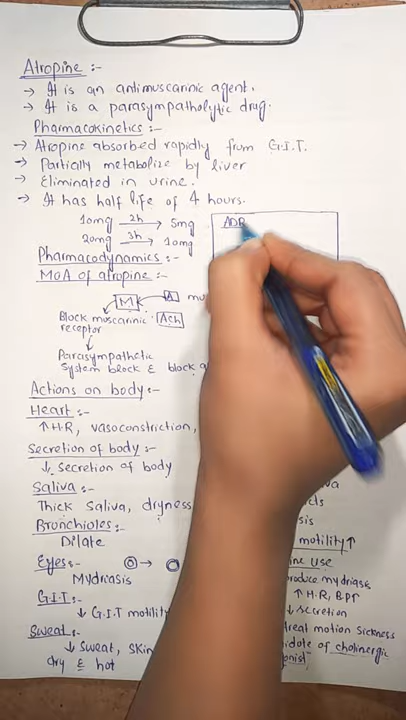 Atropine :-
→ It is an antimuscarinic agent.
→ It is a parasympatholytic drug.
Pharmacokinetics :-
→ Atropine absorbed rapidly from G.I.T.
→ Partially metabolize by liver
→ Eliminated in urine.
→ It has half life of 4 hours.
10mg 2h → 5mg
20mg 3h → 10mg
ADR
Pharmacodynamics :-
MoA of atropine :-
M A mu
Block muscarinic Ach
receptor
Parasympathetic
System block & block
Actions on body :-
Heart :-
↑ H.R, vasoconstriction,
Secretion of body :-
↓ secretion of body
Saliva :-
Thick Saliva, dryness
Bronchioles :-
Dilate
Eyes :-
Mydriasis
G.I.T :-
↓ G.I.T motility
Sweat :-
↓ Sweat, Skin
dry & hot
motility ↑
use
produce mydriasis
↑ H.R, B.P↑
↓ secretion
motion sickness
of cholinergic